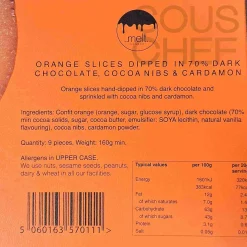 COUS
CHEF
melt
ORANGE SLICES DIPPED IN 70% DARK
CHOCOLATE, COCOA NIBS & CARDAMON
Orange slices hand-dipped in 70% dark chocolate and
sprinkled with cocoa nibs and cardamon.
Ingredients: Confit orange (orange, sugar, glucose syrup), dark chocolate (70%
min cocoa solids, sugar, cocoa butter, emulsifier: SOYA lecithin, natural vanilla
flavouring), cocoa nibs, cardamon powder.
Quantity: 9 pieces. Weight: 160g min.
Allergens in UPPER CASE.
We use nuts, sesame seeds, peanuts,
dairy & wheat in all our facilities.
Typical values per 100g
Energy
Fat
of which Saturates
Carbohydrate
of which sugars
Protein
Salt
5 060163 570111 >